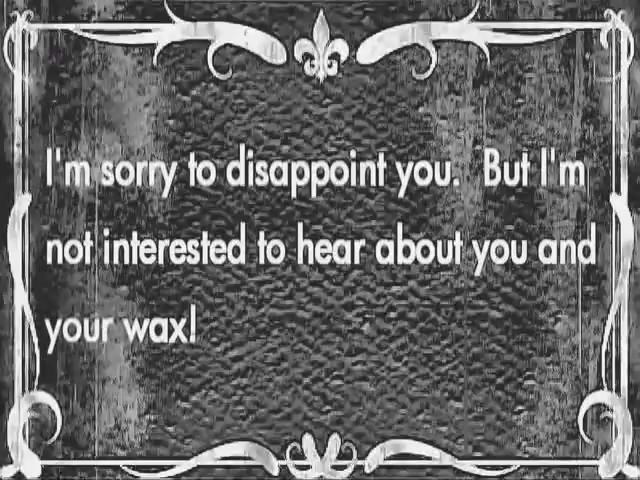 I'm sorry to disappoint you. But I'm
not interested to hear about you and
your wax!